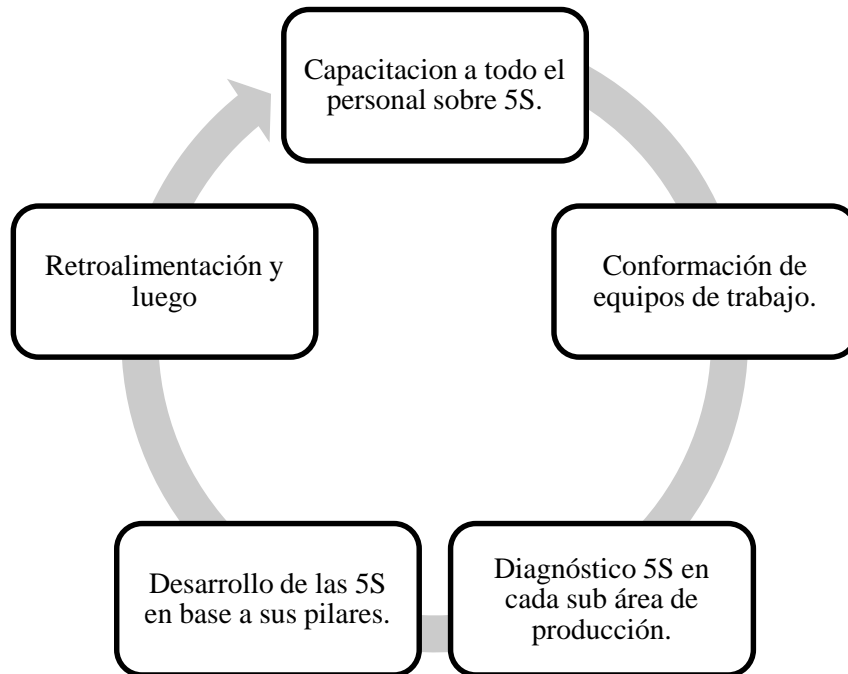 Capacitacion a todo el
personal sobre 5S.
Conformación de
equipos de trabajo.
Diagnóstico 5S en
cada sub área de
producción.
Desarrollo de las 5S
en base a sus pilares.
Retroalimentación y
luego